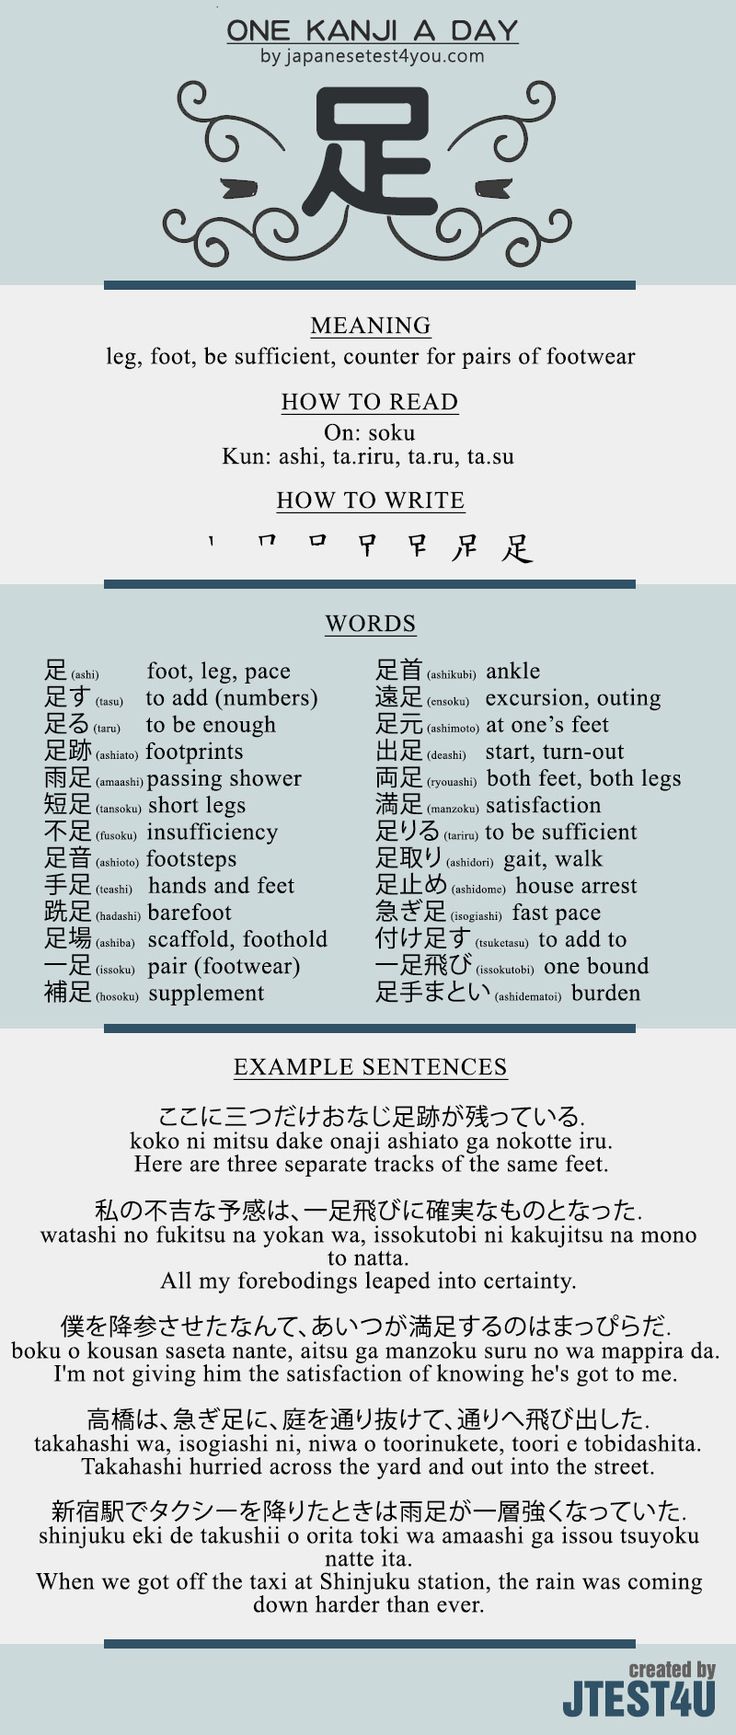 ONE KANJI A DAY
by japanesetest4you.com
足
MEANING
leg, foot, be sufficient, counter for pairs of footwear
HOW TO READ
On: soku
Kun: ashi, ta.riru, ta.ru, ta.su
HOW TO WRITE
足
WORDS
足 (ashi) foot, leg, pace
足す (tasu) to add (numbers)
足る (taru) to be enough
足跡 (ashiato) footprints
雨足 (amaashi) passing shower
短足 (tansoku) short legs
不足 (fusoku) insufficiency
足音 (ashioto) footsteps
手足 (teashi) hands and feet
跣足 (hadashi) barefoot
足場 (ashiba) scaffold, foothold
一足 (issoku) pair (footwear)
補足 (hosoku) supplement
足首 (ashikubi) ankle
遠足 (ensoku) excursion, outing
足元 (ashimoto) at one’s feet
出足 (deashi) start, turn-out
両足 (ryouashi) both feet, both legs
満足 (manzoku) satisfaction
足りる (tariru) to be sufficient
足取り (ashidori) gait, walk
足止め (ashidome) house arrest
急ぎ足 (isogiashi) fast pace
付け足す (tsuketasu) to add to
一足飛び (issokutobi) one bound
足手まとい (ashidematoi) burden
EXAMPLE SENTENCES
ここに三つだけおなじ足跡が残っている.
koko ni mitsu dake onaji ashiato ga nokotte iru.
Here are three separate tracks of the same feet.
私の不吉な予感は、一足飛びに確実なものとなった.
watashi no fukitsu na yokan wa, issokutobi ni kakujitsu na mono
to natta.
All my forebodings leaped into certainty.
僕を降参させたなんて、あいつが満足するのはまっぴらだ.
boku o kousan saseta nante, aitsu ga manzoku suru no wa mappira da.
I'm not giving him the satisfaction of knowing he's got to me.
高橋は、急ぎ足に、庭を通り抜けて、通りへ飛び出した.
takahashi wa, isogiashi ni, niwa o toorinukete, toori e tobidashita.
Takahashi hurried across the yard and out into the street.
新宿駅でタクシーを降りたときは雨足が一層強くなっていた.
shinjuku eki de takushii o orita toki wa amaashi ga issou tsuyoku
natte ita.
When we got off the taxi at Shinjuku station, the rain was coming
down harder than ever.
created by
JTEST4U